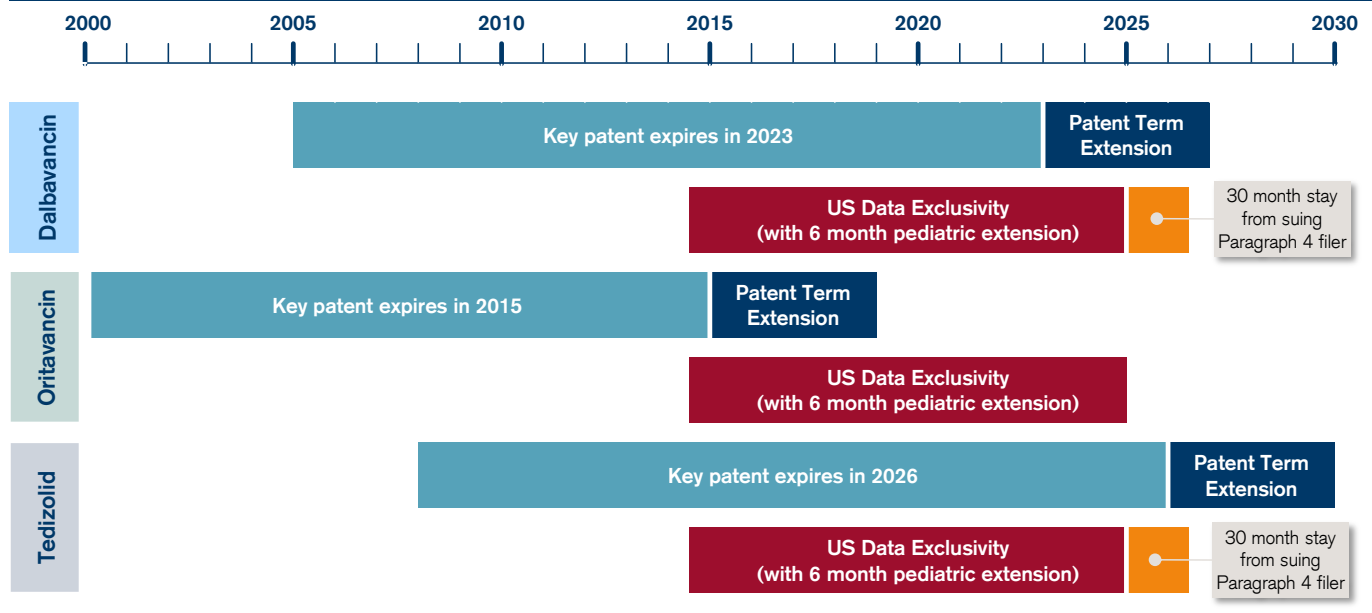 2000 2005 2010 2015 2020 2025 2030
Dalbavancin
Key patent expires in 2023
Patent Term
Extension
US Data Exclusivity
(with 6 month pediatric extension)
30 month stay
from suing
Paragraph 4 filer
Oritavancin
Key patent expires in 2015
Patent Term
Extension
US Data Exclusivity
(with 6 month pediatric extension)
Tedizolid
Key patent expires in 2026
Patent Term
Extension
US Data Exclusivity
(with 6 month pediatric extension)
30 month stay
from suing
Paragraph 4 filer